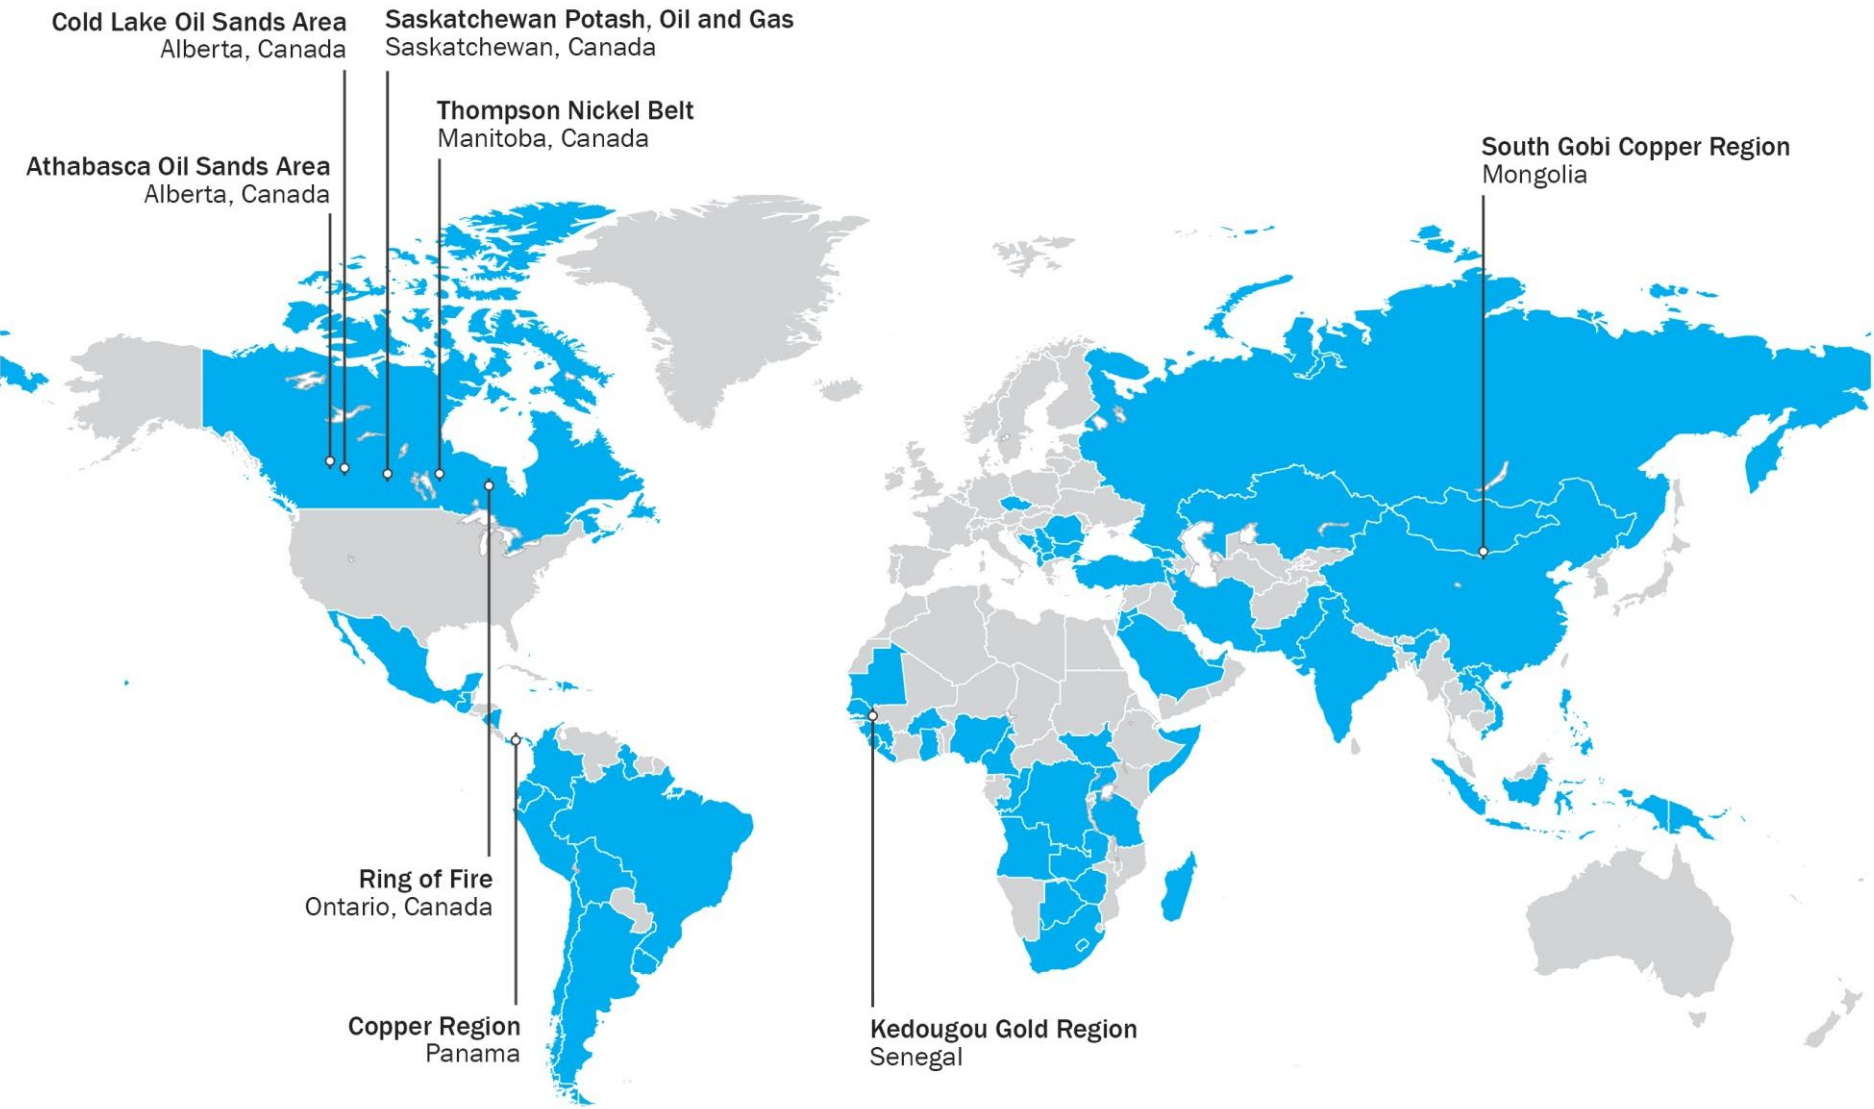 Cold Lake Oil Sands Area
Alberta, Canada
Saskatchewan Potash, Oil and Gas
Saskatchewan, Canada
Thompson Nickel Belt
Manitoba, Canada
Athabasca Oil Sands Area
Alberta, Canada
South Gobi Copper Region
Mongolia
Ring of Fire
Ontario, Canada
Copper Region
Panama
Kedougou Gold Region
Senegal